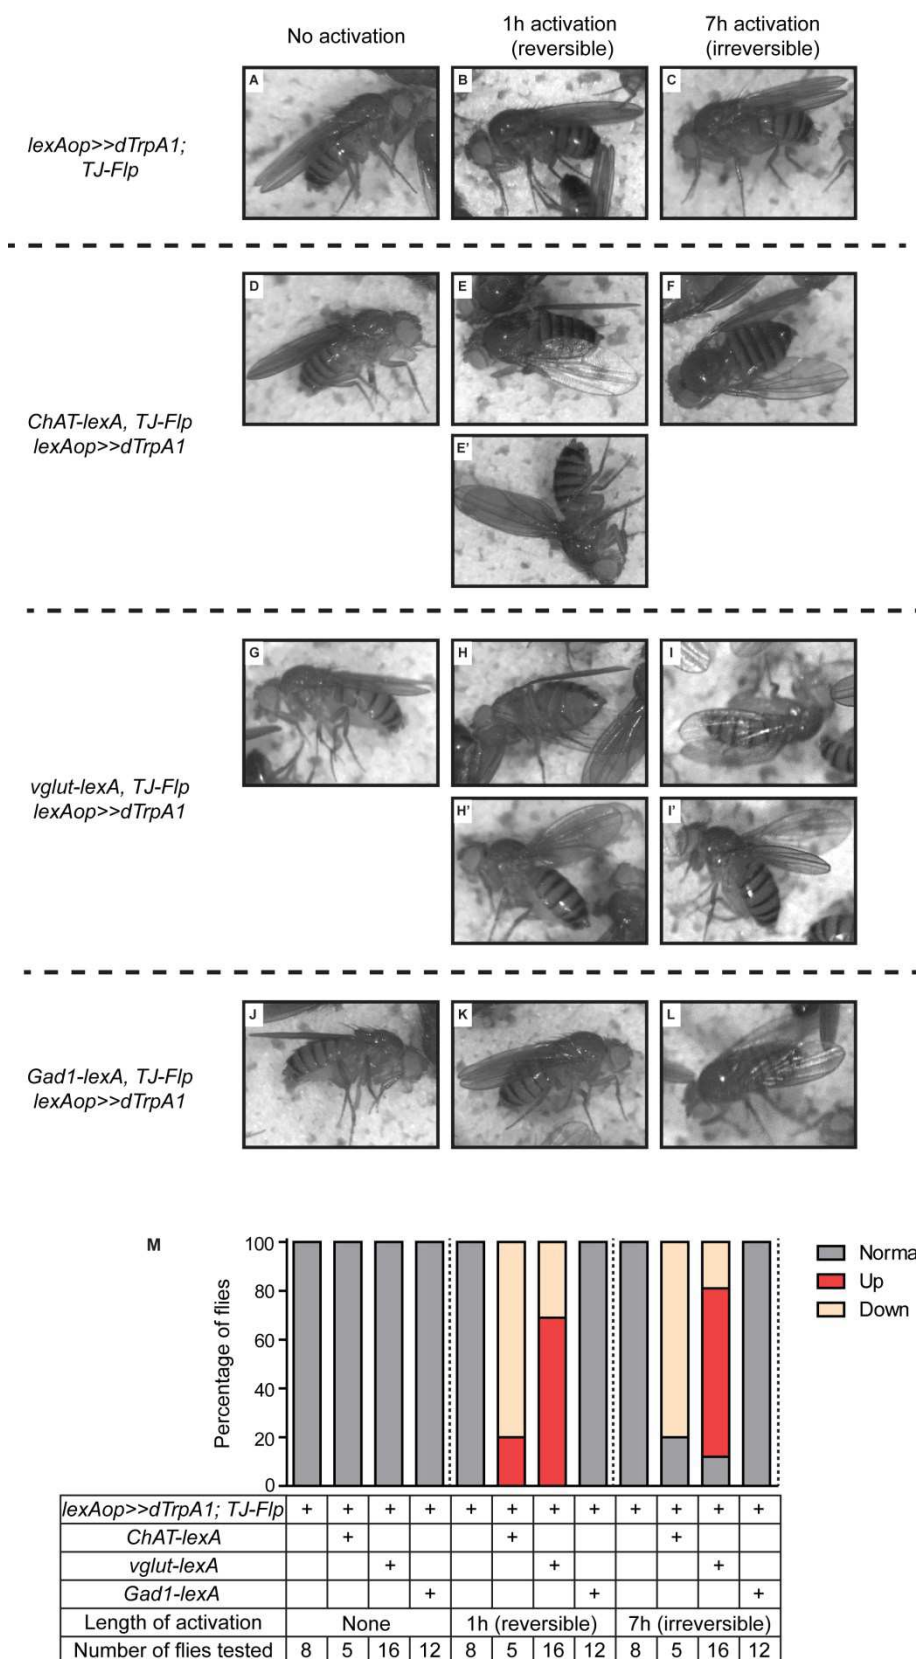 No activation
1h activation
(reversible)
7h activation
(irreversible)
lexAop>>dTrpA1;
TJ-Flp
A
B
C
ChAT-lexA, TJ-Flp
lexAop>>dTrpA1
D
E
F
E'
vglut-lexA, TJ-Flp
lexAop>>dTrpA1
G
H
I
H'
I'
Gad1-lexA, TJ-Flp
lexAop>>dTrpA1
J
K
L
M
Percentage of flies
100
80
60
40
20
0
Norma
Up
Down
lexAop>>dTrpA1; TJ-Flp + + + + + + + + + + + +
ChAT-lexA + + +
vglut-lexA + + +
Gad1-lexA + + +
Length of activation None 1h (reversible) 7h (irreversible)
Number of flies tested 8 5 16 12 8 5 16 12 8 5 16 12